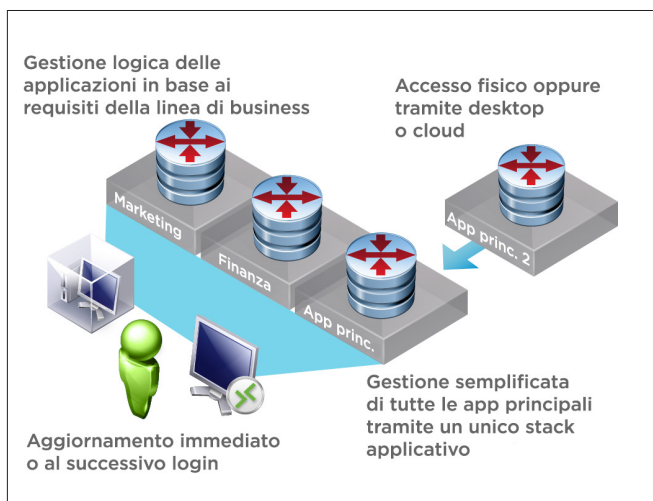 Gestione logica delle
applicazioni in base ai
requisiti della linea di business
Accesso fisico oppure
tramite desktop
o cloud
Marketing
Finanza
App princ.
App princ. 2
Gestione semplificata
di tutte le app principali
tramite un unico stack
applicativo
Aggiornamento immediato
o al successivo login